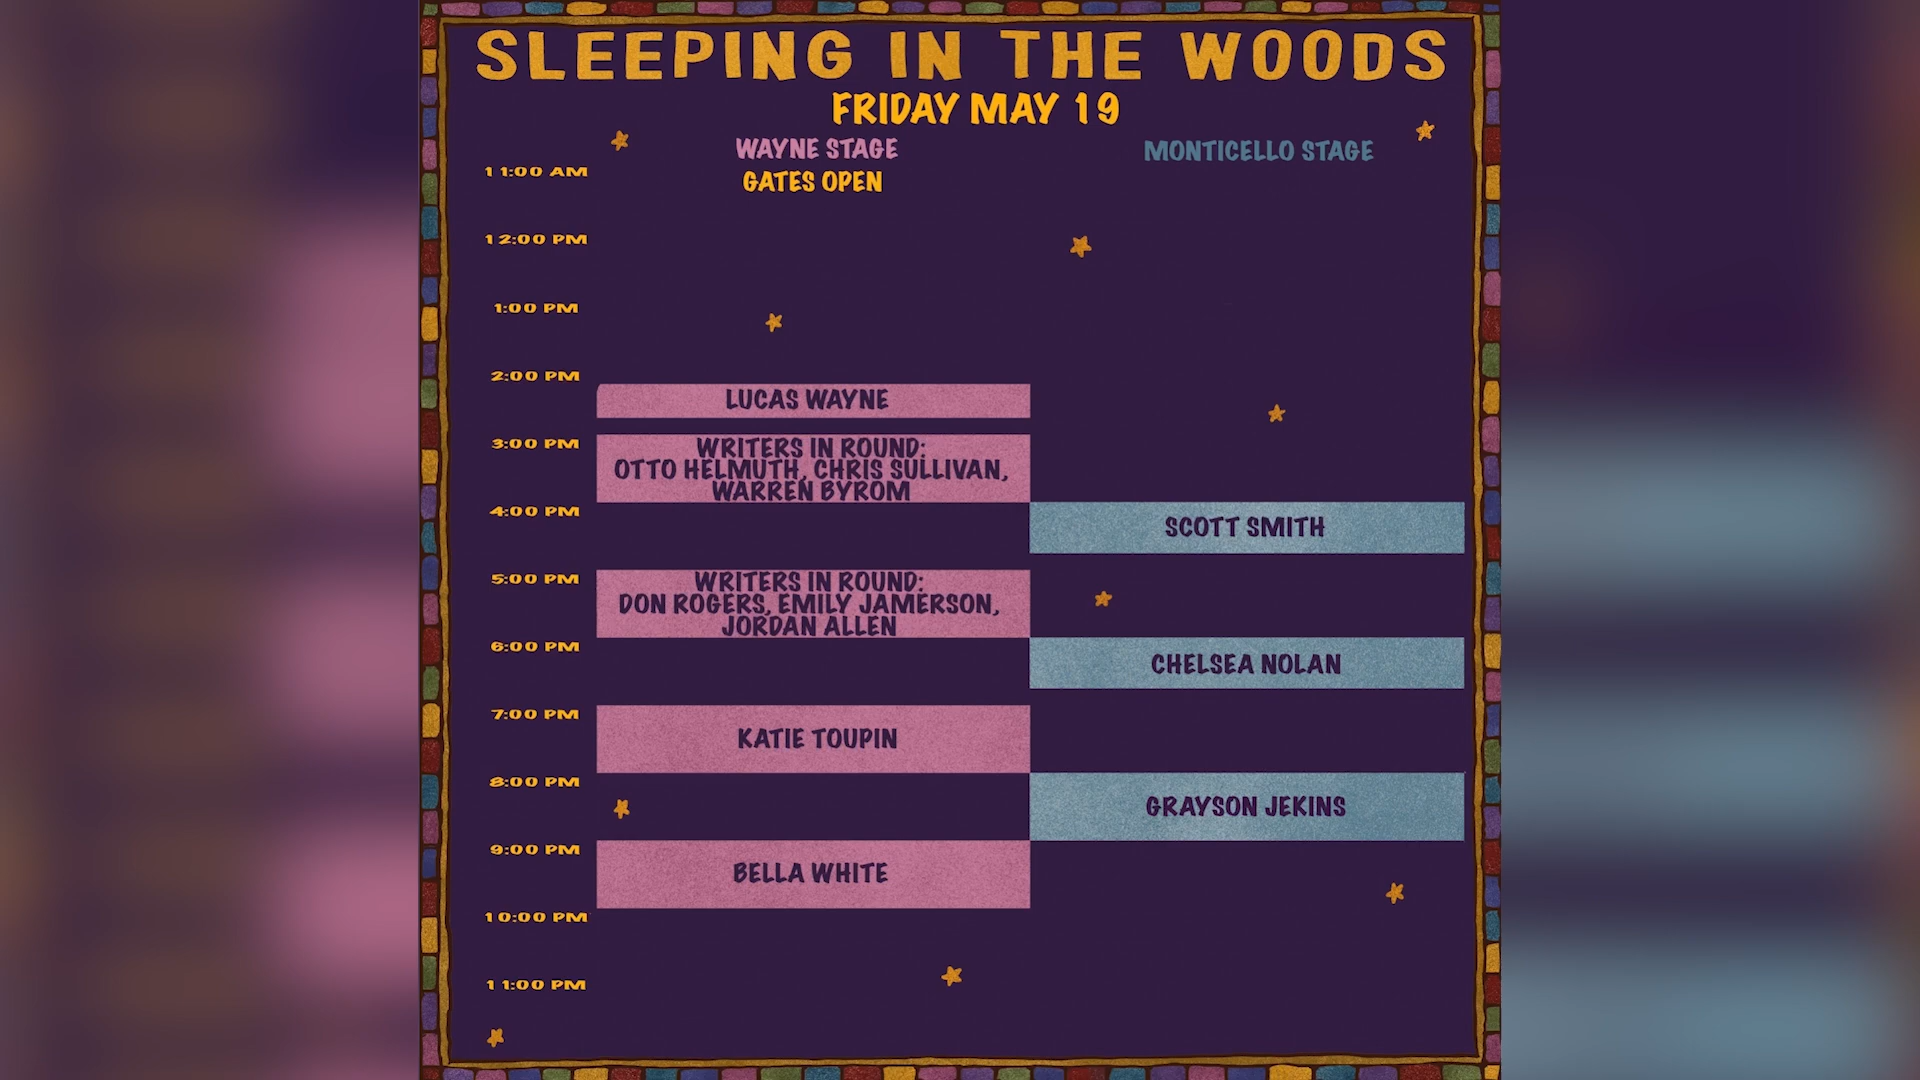 SLEEPING IN THE WOODS
FRIDAY MAY 19
WAYNE STAGE
MONTICELLO STAGE
11:00 AM
GATES OPEN
12:00 PM
1:00 PM
2:00 PM
LUCAS WAYNE
3:00 PM
WRITERS IN ROUND:
OTTO HELMUTH, CHRIS SULLIVAN,
WARREN BYROM
4:00 PM
SCOTT SMITH
5:00 PM
WRITERS IN ROUND:
DON ROGERS, EMILY JAMERSON,
JORDAN ALLEN
6:00 PM
CHELSEA NOLAN
7:00 PM
KATIE TOUPIN
8:00 PM
GRAYSON JEKINS
9:00 PM
BELLA WHITE
10:00 PM
11:00 PM